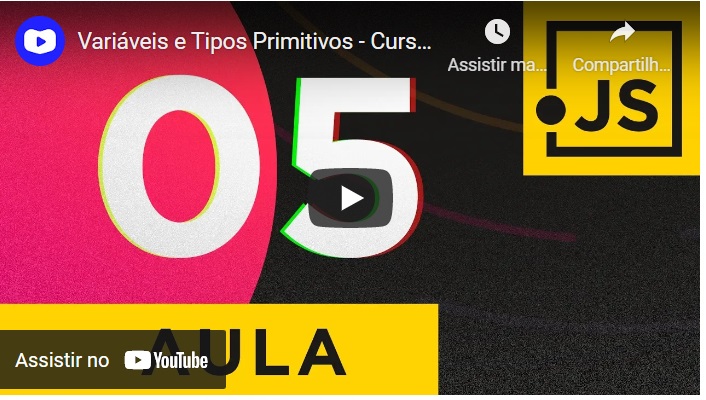 Variáveis e Tipos Primitivos - Curs...
Assistir ma...
Compartilh...
JS
05
AULA
Assistir no YouTube